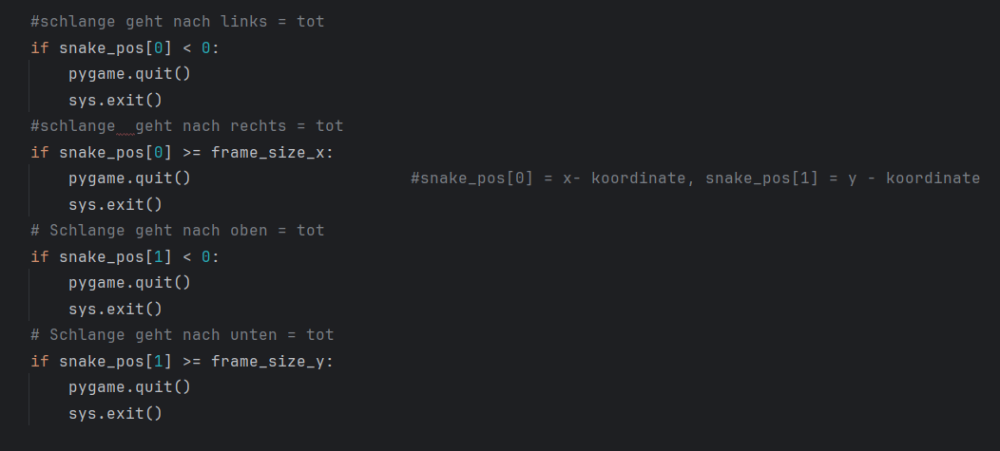 #schlange geht nach links = tot
if snake_pos[0] < 0:
    pygame.quit()
    sys.exit()
#schlange  geht nach rechts = tot
if snake_pos[0] >= frame_size_x:
    pygame.quit()                       #snake_pos[0] = x- koordinate, snake_pos[1] = y - koordinate
    sys.exit()
# Schlange geht nach oben = tot
if snake_pos[1] < 0:
    pygame.quit()
    sys.exit()
# Schlange geht nach unten = tot
if snake_pos[1] >= frame_size_y:
    pygame.quit()
    sys.exit()